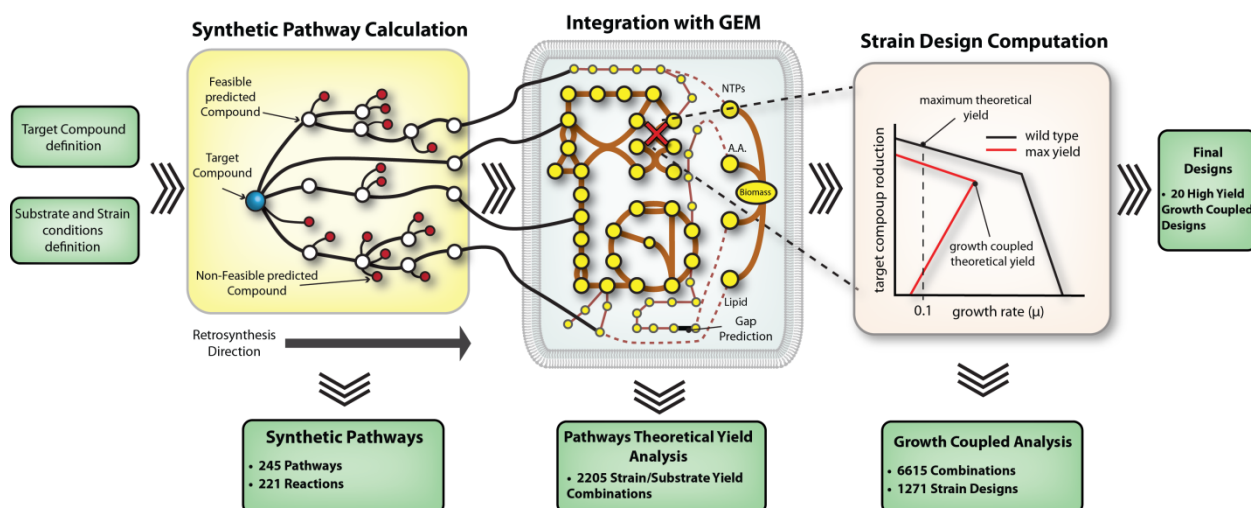 Synthetic Pathway Calculation
Integration with GEM
Strain Design Computation
Target Compound
definition
Substrate and Strain
conditions
definition
Feasible
predicted
Compound
Target
Compound
Non-Feasible predicted
Compound
Retrosynthesis
Direction
NTPs
A.A.
Biomass
Lipid
Gap
Prediction
target compoup roduction
maximum theoretical
yield
wild type
max yield
growth coupled
theoretical yield
0.1
growth rate (μ)
Final
Designs
• 20 High Yield
Growth Coupled
Designs
Synthetic Pathways
• 245 Pathways
• 221 Reactions
Pathways Theoretical Yield
Analysis
• 2205 Strain/Substrate Yield
Combinations
Growth Coupled Analysis
• 6615 Combinations
• 1271 Strain Designs